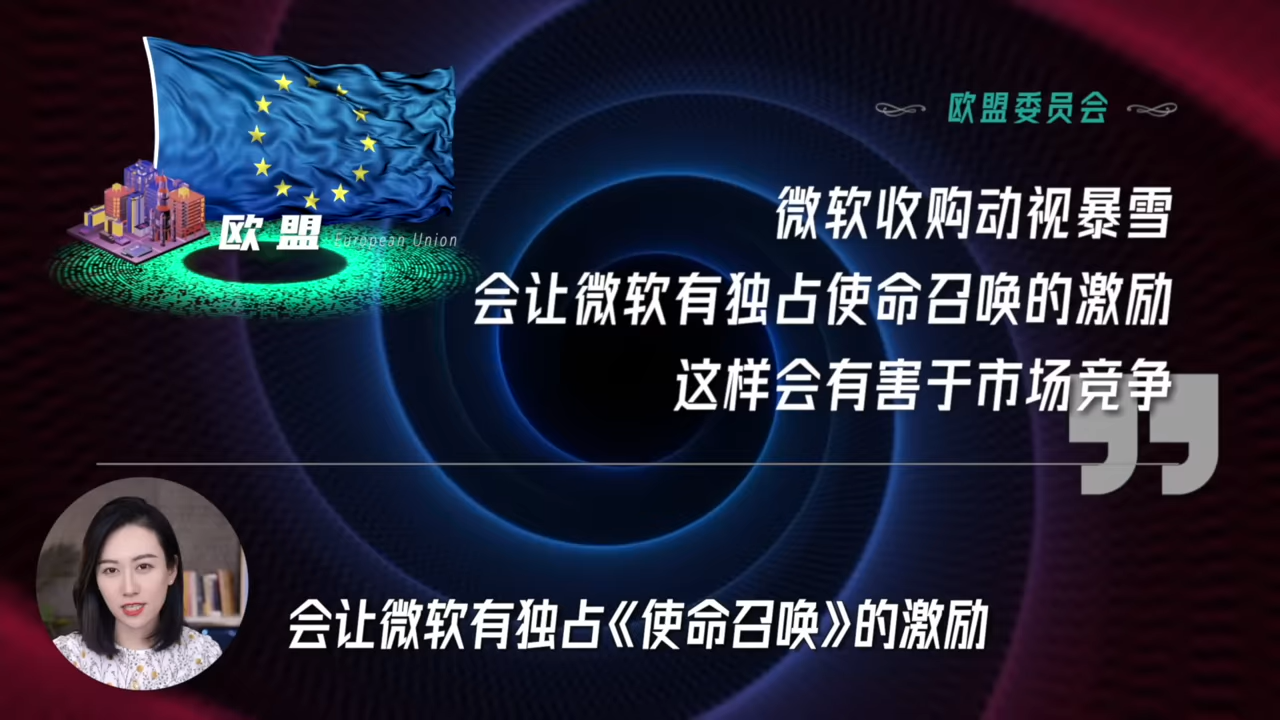 欧盟委员会
微软收购动视暴雪
欧盟 European Union
会让微软有独占使命召唤的激励
这样会有害于市场竞争
会让微软有独占《使命召唤》的激励